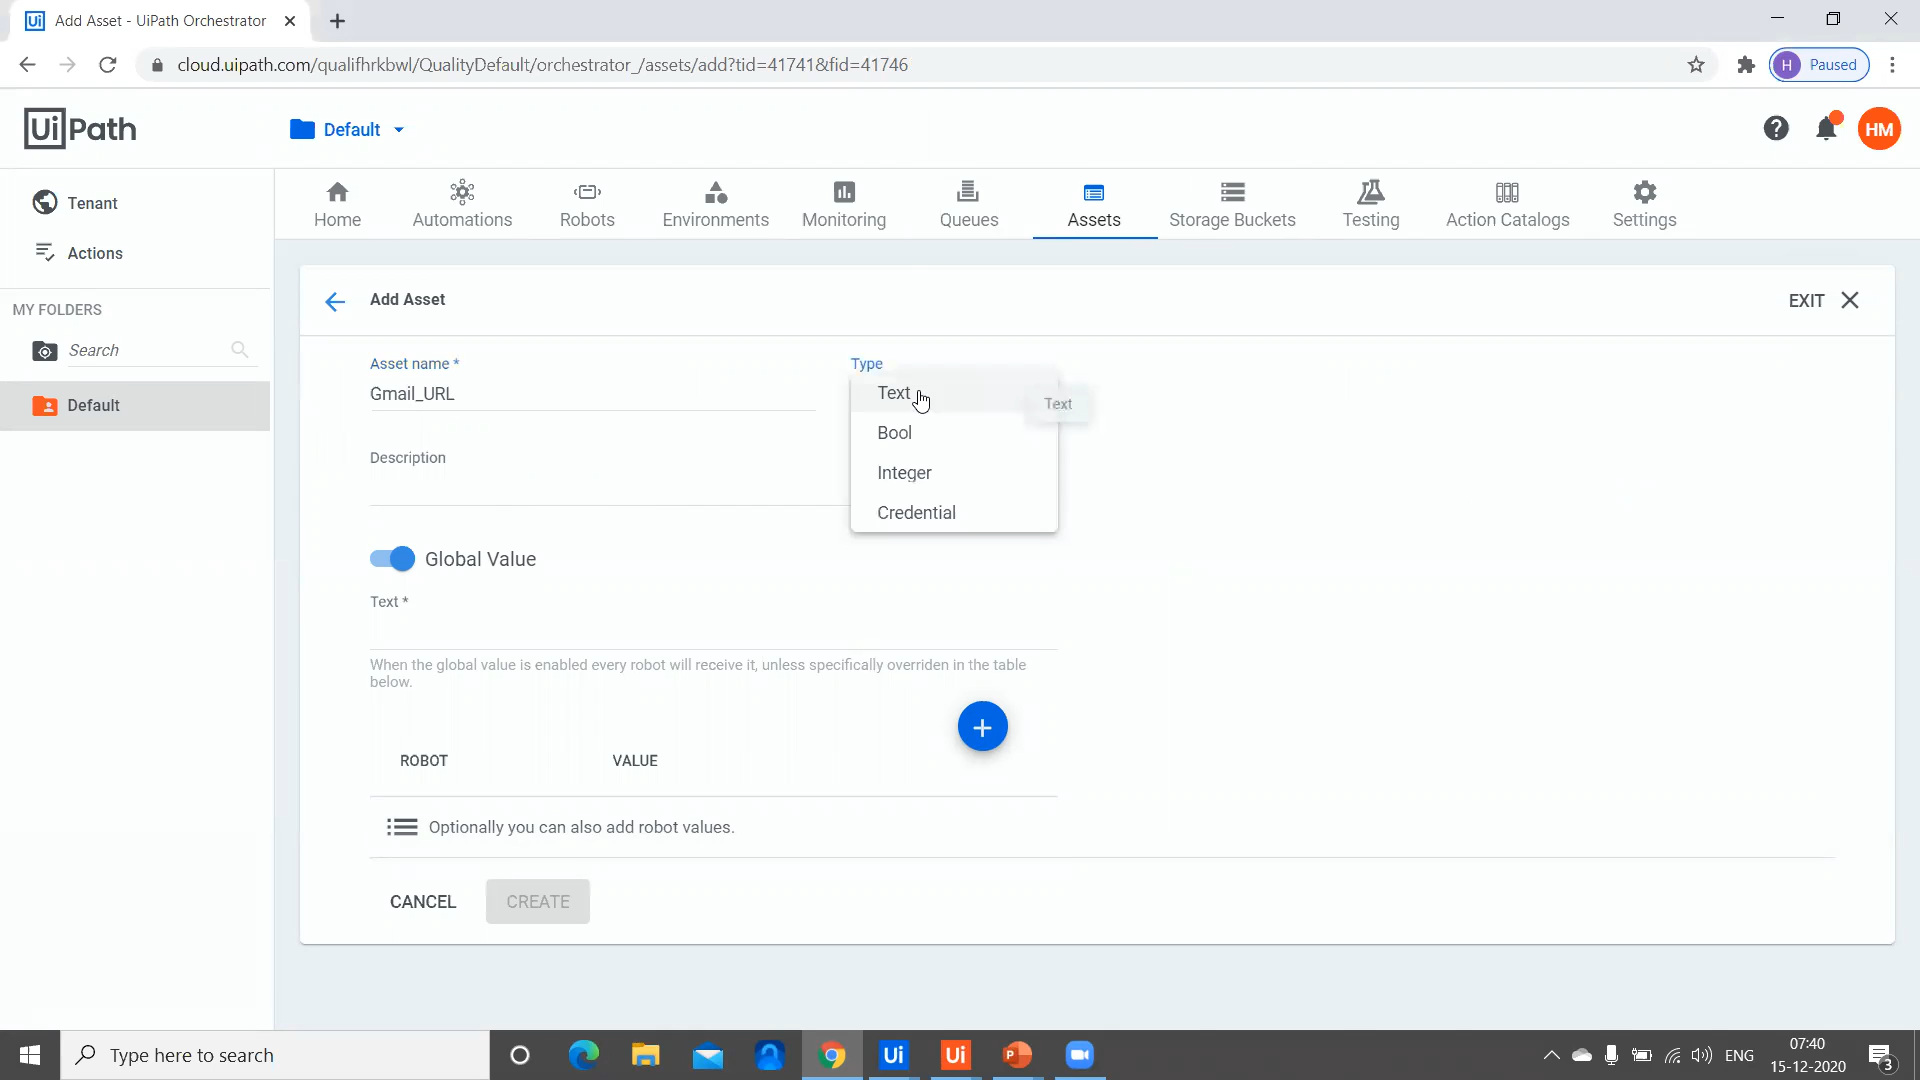 Add Asset - UiPath Orchestrator
cloud.uipath.com/qualifhrkbwl/QualityDefault/orchestrator_/assets/add?tid=41741&fid=41746
H Paused
UiPath
Default
HM
Tenant
Actions
MY FOLDERS
Search
Default
Home
Automations
Robots
Environments
Monitoring
Queues
Assets
Storage Buckets
Testing
Action Catalogs
Settings
Add Asset
EXIT
Asset name *
Gmail_URL
Type
Text
Text
Bool
Integer
Credential
Description
Global Value
Text *
When the global value is enabled every robot will receive it, unless specifically overriden in the table
below.
ROBOT VALUE
Optionally you can also add robot values.
CANCEL CREATE
Type here to search
Ui
Ui
P
ENG
07:40
15-12-2020
3